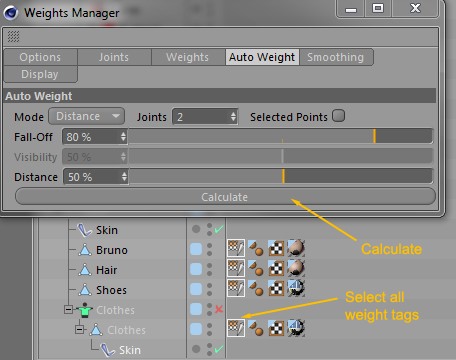 Weights Manager
Options Joints Weights Auto Weight Smoothing
Display
Auto Weight
Mode Distance Joints 2 Selected Points
Fall-Off 80 %
Visibility 50 %
Distance 50 %
Calculate
Skin
Bruno
Calculate
Hair
Shoes
Select all
weight tags
Clothes
Clothes
Skin